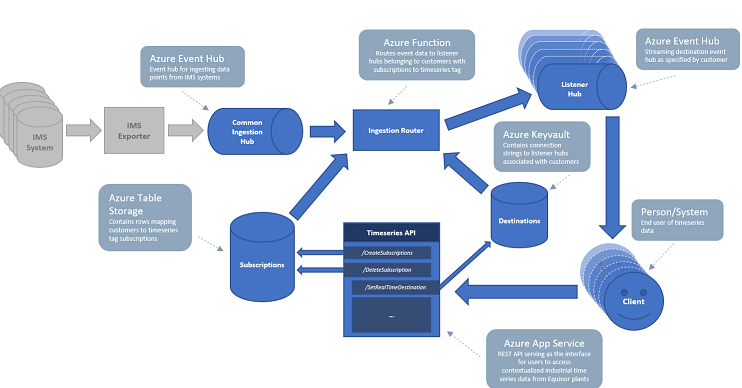 Azure Event Hub
Event hub for ingesting data
points from IMS systems
Azure Function
Routes event data to listener
hubs belonging to customers with
subscriptions to timeseries tag
Azure Event Hub
Streaming destination event
hub as specified by customer
IMS
System
IMS
Exporter
Common
Ingestion
Hub
Ingestion Router
Listener
Hub
Azure Keyvault
Contains connection
strings to listener hubs
associated with customers
Azure Table
Storage
Contains rows mapping
customers to timeseries
tag subscriptions
Subscriptions
Timeseries API
/CreateSubscriptions
/DeleteSubscription
/SetRealTimeDestination
...
Destinations
Person/System
End user of timeseries
data
Client
Azure App Service
REST API serving as the interface
for users to access
contextualized industrial time
series data from Equinor plants